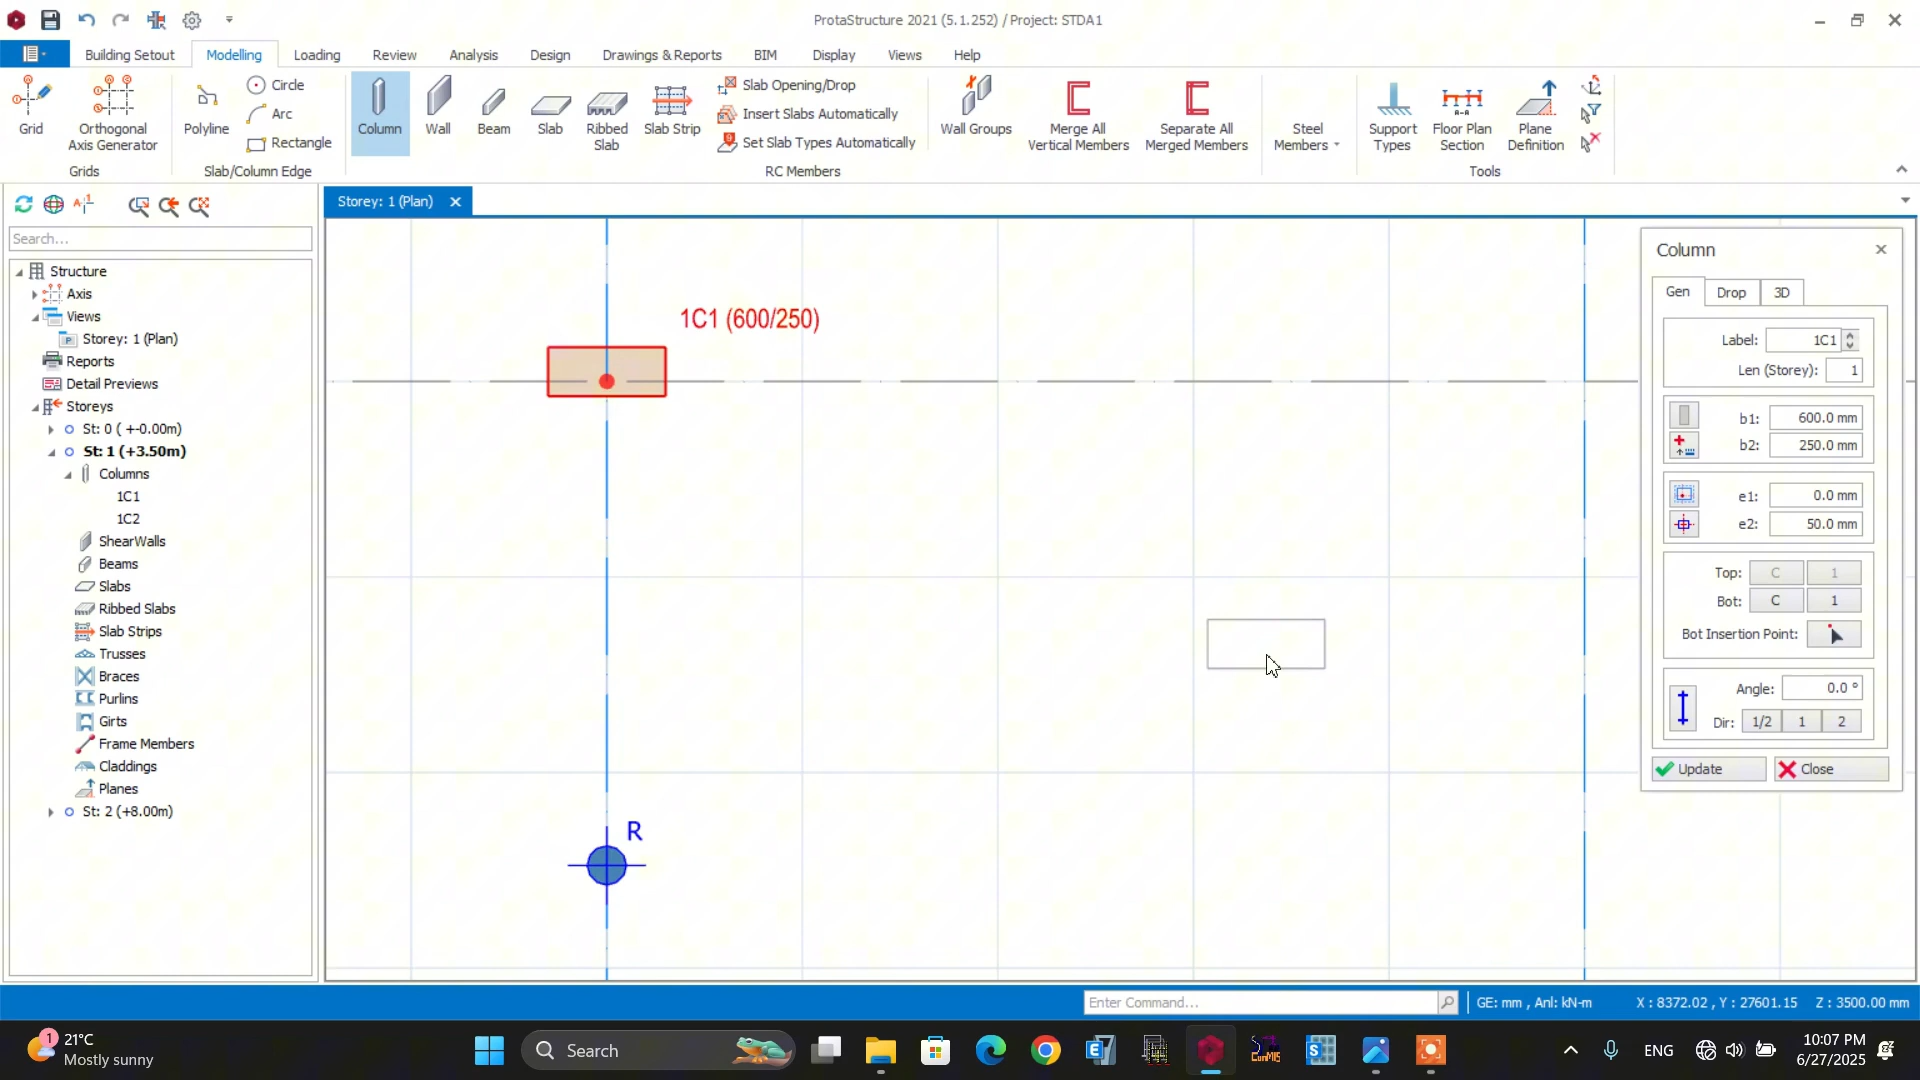 ProtaStructure 2021 (5.1.252) / Project: STDA1
Building Setout
Modelling
Loading
Review
Analysis
Design
Drawings & Reports
BIM
Display
Views
Help
Grid
Orthogonal
Axis Generator
Grids
Polyline
Circle
Arc
Rectangle
Slab/Column Edge
Column
Wall
Beam
Slab
Ribbed
Slab
Slab Strip
Slab Opening/Drop
Insert Slabs Automatically
Set Slab Types Automatically
RC Members
Wall Groups
Merge All
Vertical Members
Separate All
Merged Members
Steel
Members
Support
Types
Floor Plan
Section
Plane
Definition
Tools
Search...
Structure
Axis
Views
Storey: 1 (Plan)
Reports
Detail Previews
Storeys
St: 0 ( +-0.00m)
St: 1 (+3.50m)
Columns
1C1
1C2
ShearWalls
Beams
Slabs
Ribbed Slabs
Slab Strips
Trusses
Braces
Purlins
Girts
Frame Members
Claddings
Planes
St: 2 (+8.00m)
Storey: 1 (Plan)
1C1 (600/250)
R
Column
Gen
Drop
3D
Label: 1C1
Len (Storey): 1
b1: 600.0 mm
b2: 250.0 mm
e1: 0.0 mm
e2: 50.0 mm
Top: C 1
Bot: C 1
Bot Insertion Point:
Angle: 0.0 °
Dir: 1/2 1 2
Update
Close
Enter Command...
GE: mm , Anl: kN-m
X : 8372.02 , Y : 27601.15 Z : 3500.00 mm
1
21°C
Mostly sunny
Search
ENG
10:07 PM
6/27/2025